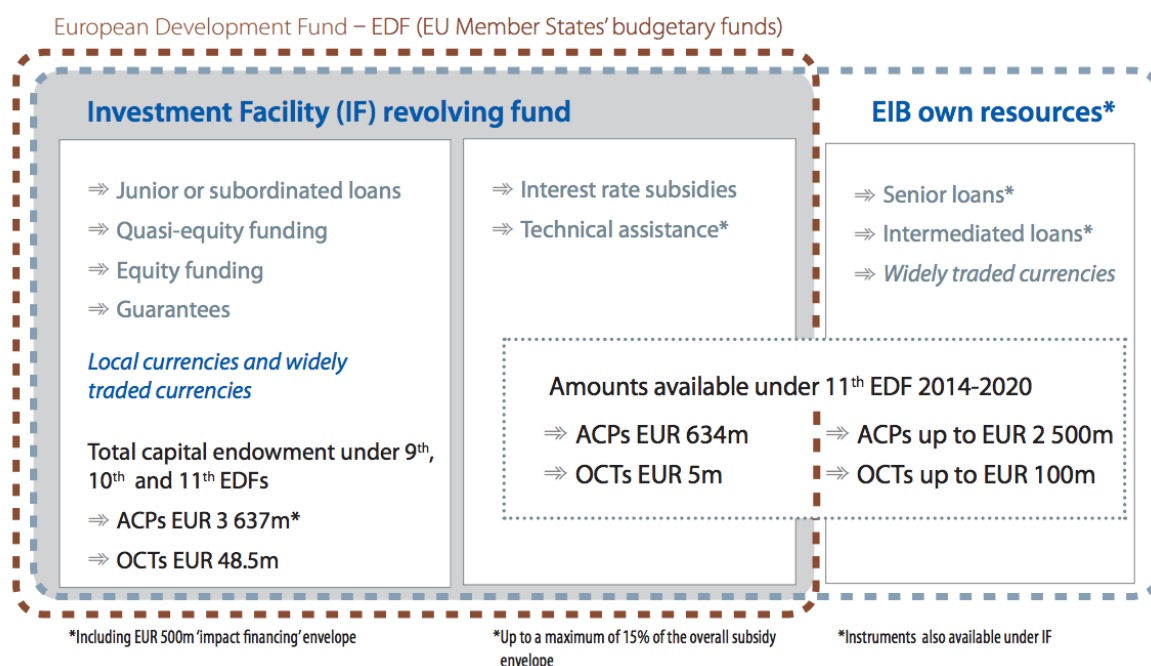 European Development Fund – EDF (EU Member States’ budgetary funds)
Investment Facility (IF) revolving fund
⇒ Junior or subordinated loans
⇒ Quasi-equity funding
⇒ Equity funding
⇒ Guarantees
Local currencies and widely
traded currencies
Total capital endowment under 9th,
10th and 11th EDFs
⇒ ACPs EUR 3 637m*
⇒ OCTs EUR 48.5m
⇒ Interest rate subsidies
⇒ Technical assistance*
EIB own resources*
⇒ Senior loans*
⇒ Intermediated loans*
⇒ Widely traded currencies
Amounts available under 11th EDF 2014-2020
⇒ ACPs EUR 634m
⇒ OCTs EUR 5m
⇒ ACPs up to EUR 2 500m
⇒ OCTs up to EUR 100m
*Including EUR 500m ‘impact financing’ envelope
*Up to a maximum of 15% of the overall subsidy
envelope
*Instruments also available under IF